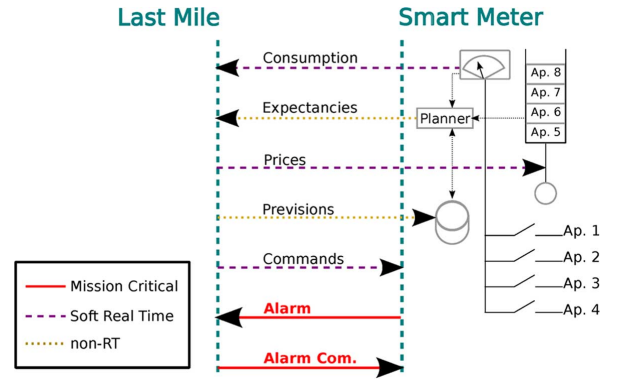 Last Mile
Smart Meter
Consumption
Expectancies
Prices
Previsions
Commands
Alarm
Alarm Com.
Planner
Ap. 8
Ap. 7
Ap. 6
Ap. 5
Ap. 1
Ap. 2
Ap. 3
Ap. 4
Mission Critical
Soft Real Time
non-RT